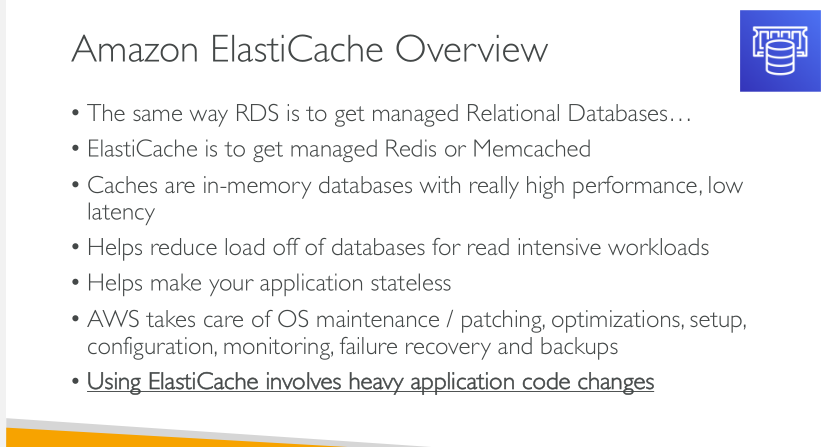 Amazon ElastiCache Overview
• The same way RDS is to get managed Relational Databases…
• ElastiCache is to get managed Redis or Memcached
• Caches are in-memory databases with really high performance, low
latency
• Helps reduce load off of databases for read intensive workloads
• Helps make your application stateless
• AWS takes care of OS maintenance / patching, optimizations, setup,
configuration, monitoring, failure recovery and backups
• Using ElastiCache involves heavy application code changes